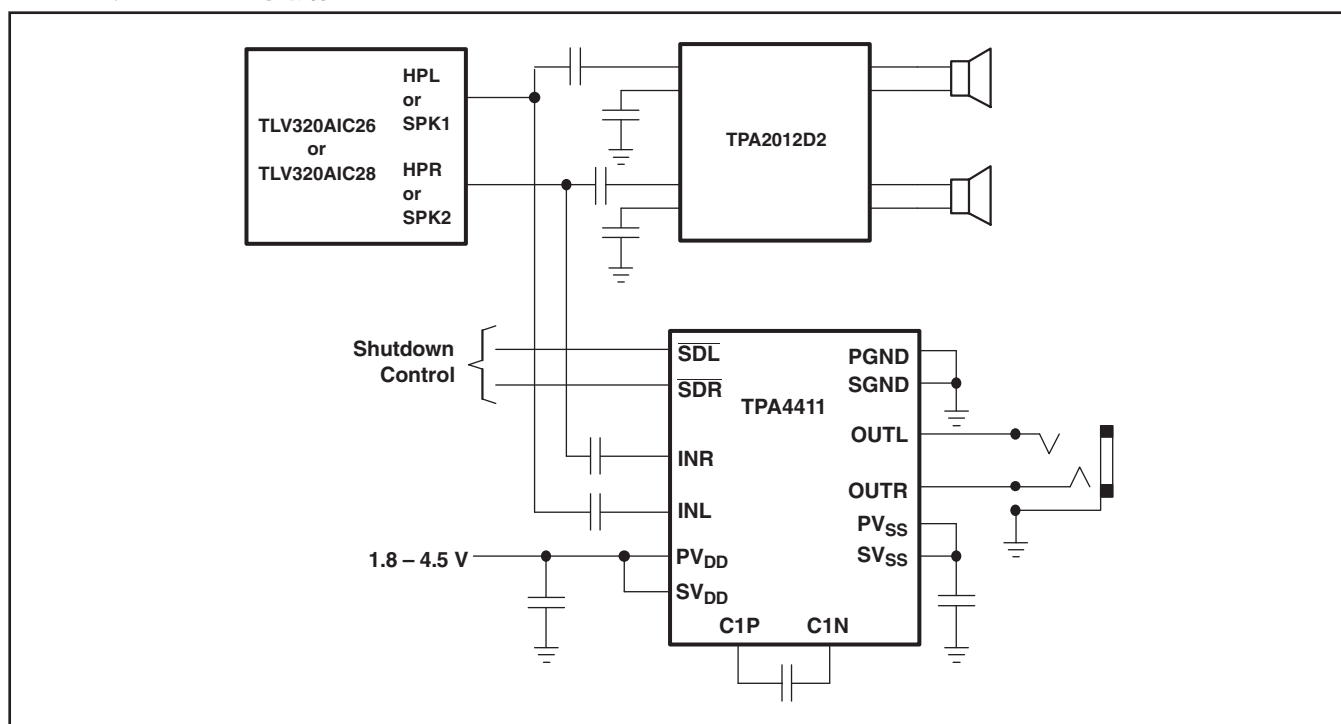 HPL
or
SPK1
TLV320AIC26
or
TLV320AIC28
HPR
or
SPK2
TPA2012D2
Shutdown
Control
SDL
SDR
TPA4411
PGND
SGND
OUTL
OUTR
INR
INL
PVSS
SVSS
1.8 – 4.5 V
PVDD
SVDD
C1P
C1N